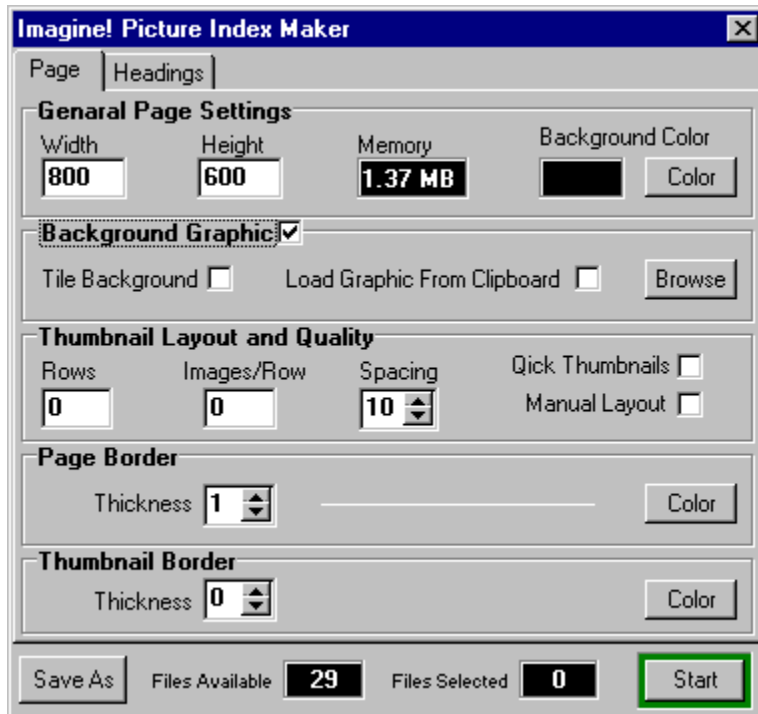 Imagine! Picture Index Maker
Page Headings
Genaral Page Settings
Width Height Memory Background Color
800 600 1.37 MB Color
Background Graphic
Tile Background Load Graphic From Clipboard Browse
Thumbnail Layout and Quality
Rows Images/Row Spacing Qick Thumbnails
0 0 10 Manual Layout
Page Border
Thickness 1 Color
Thumbnail Border
Thickness 0 Color
Save As Files Available 29 Files Selected 0 Start